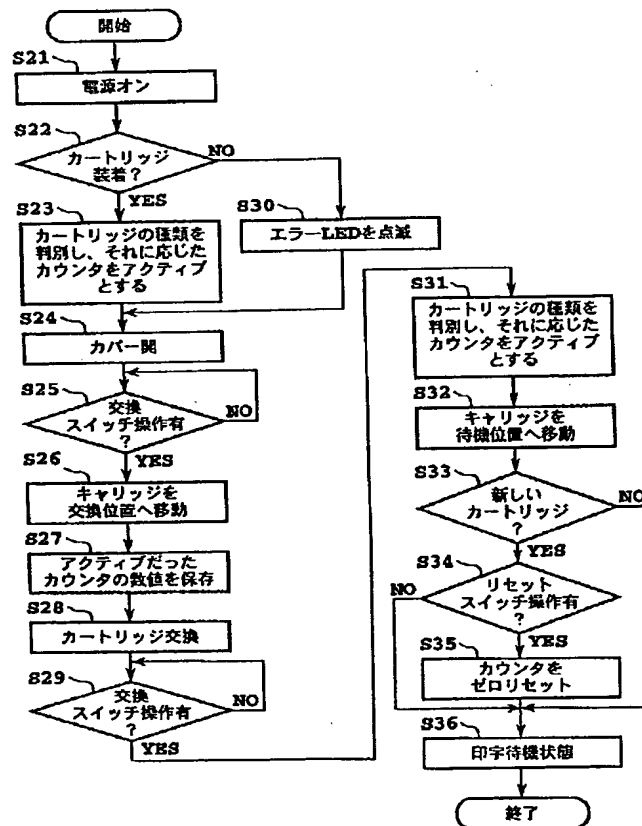 開始
S21
電源オン
S22
カートリッジ
装着？
NO
YES
S23
カートリッジの種類を
判別し、それに応じた
カウンタをアクティブ
とする
S30
エラーLEDを点滅
S24
カバー開
S25
交換
スイッチ操作有
？
NO
YES
S26
キャリッジを
交換位置へ移動
S27
アクティブだった
カウンタの数値を保存
S28
カートリッジ交換
S29
交換
スイッチ操作有
？
NO
YES
S31
カートリッジの種類を
判別し、それに応じた
カウンタをアクティブ
とする
S32
キャリッジを
待機位置へ移動
S33
新しい
カートリッジ
？
NO
YES
S34
リセット
スイッチ操作有
？
NO
YES
S35
カウンタを
ゼロリセット
S36
印字待機状態
終了